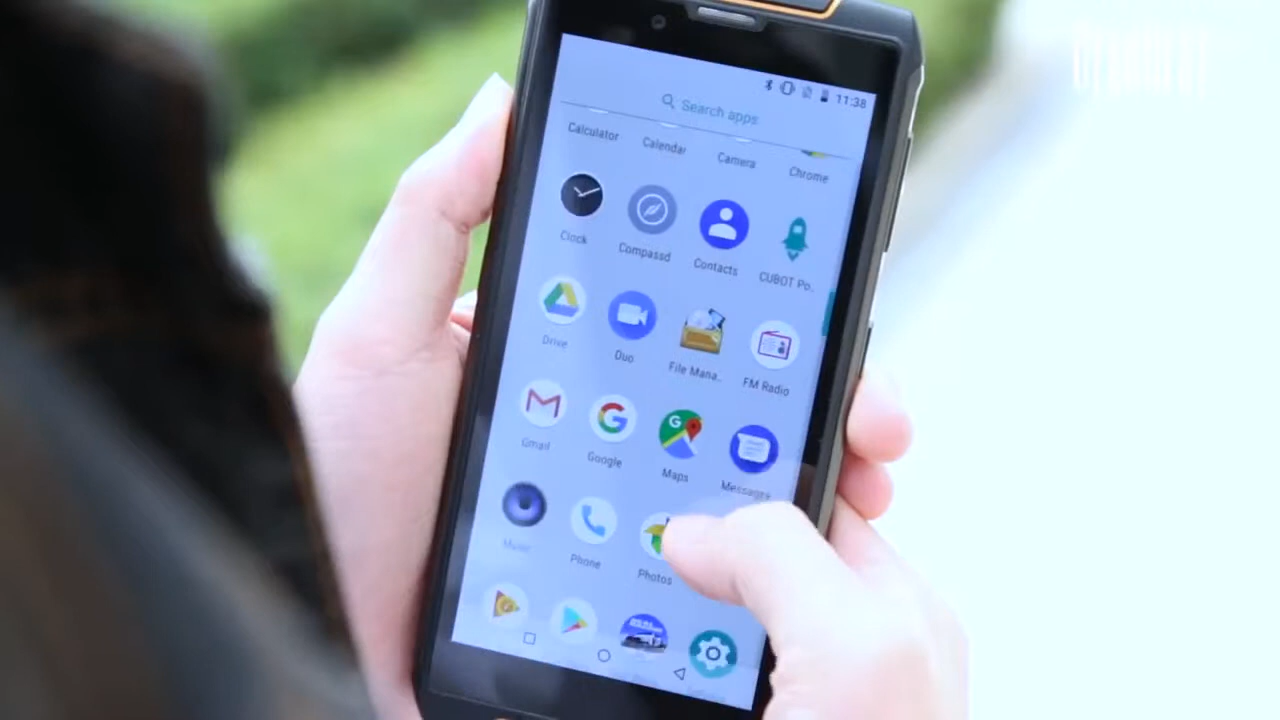 11:38
Search apps
Calculator
Calendar
Camera
Chrome
Clock
Compassd
Contacts
CUBOT Po..
Drive
Duo
File Mana..
FM Radio
Gmail
Google
Maps
Messages
Music
Phone
Photos